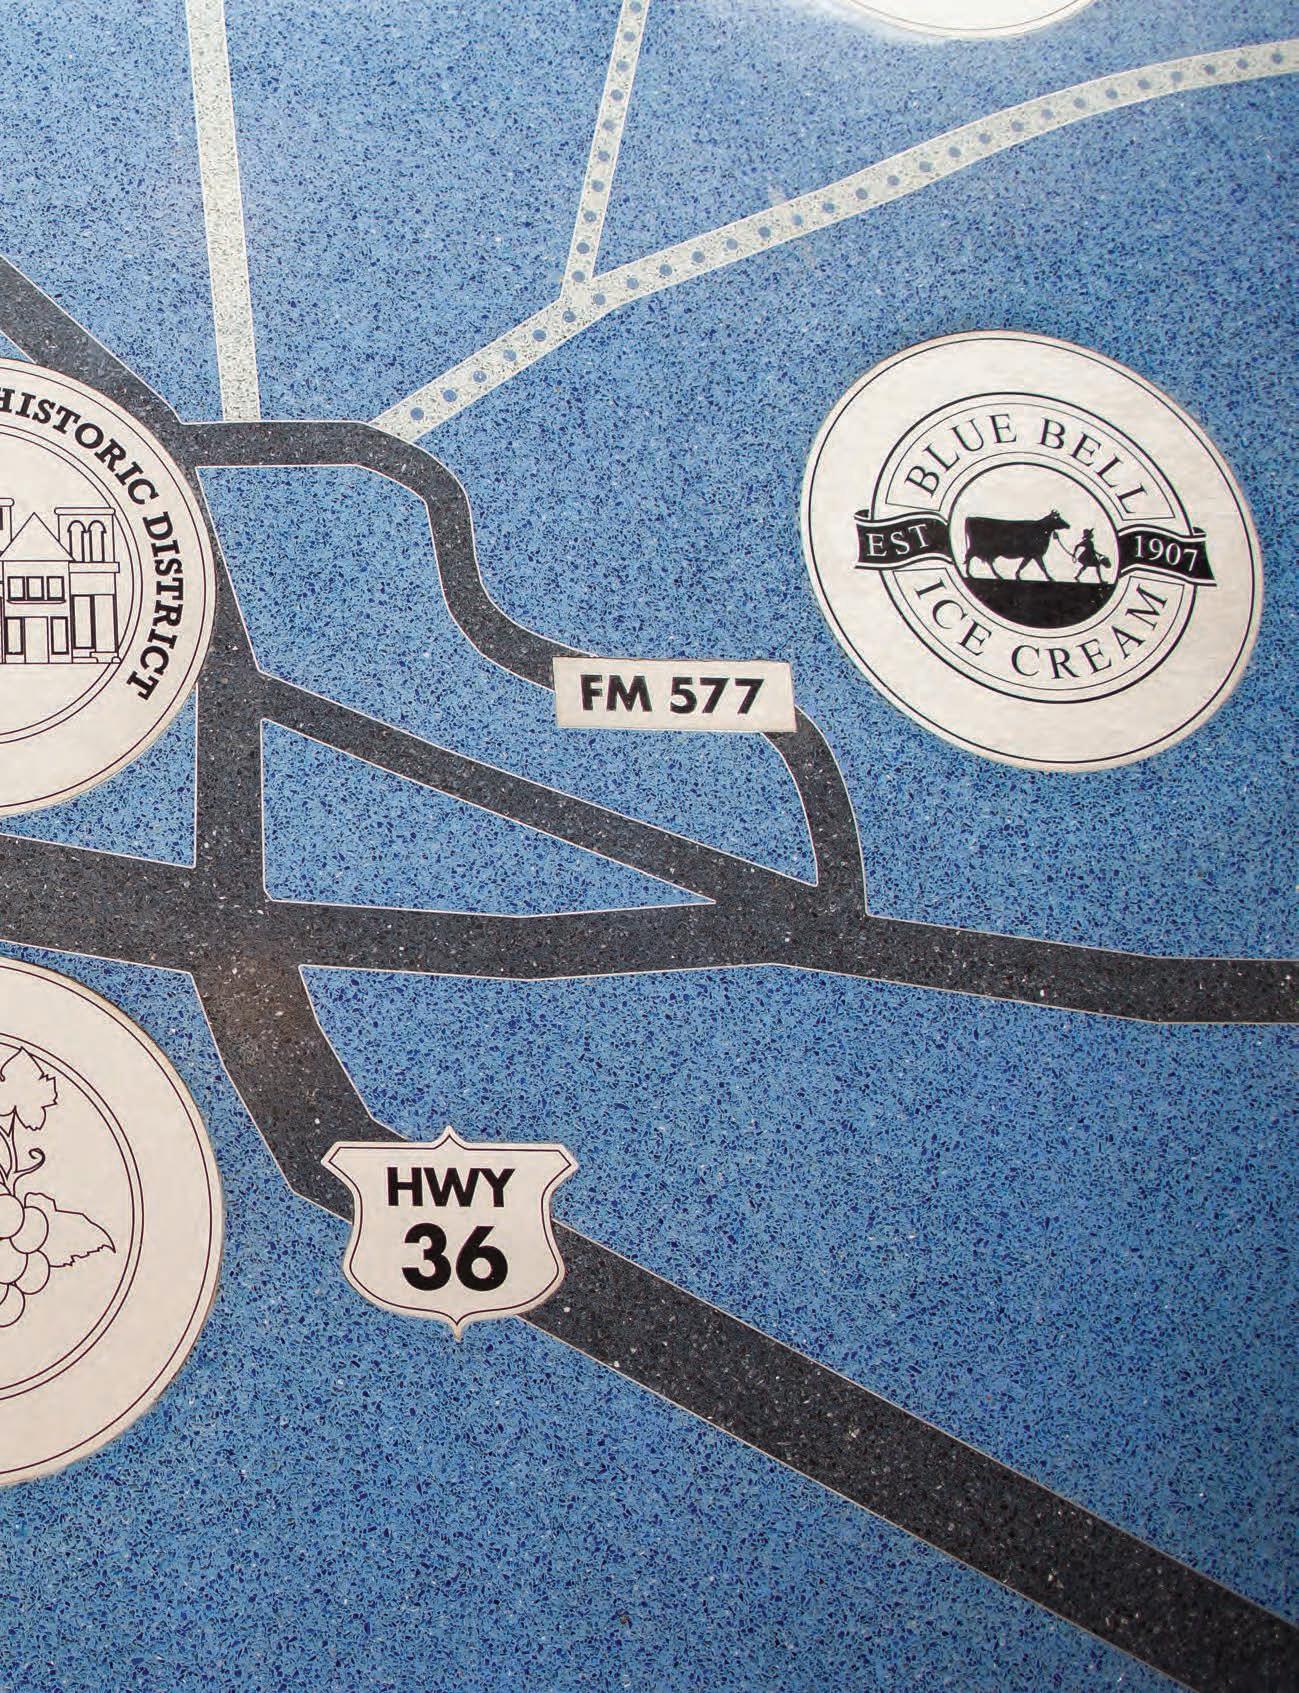 HISTORIC DISTRICT
BLUE BELL
EST 1907
ICE CREAM
FM 577
HWY
36